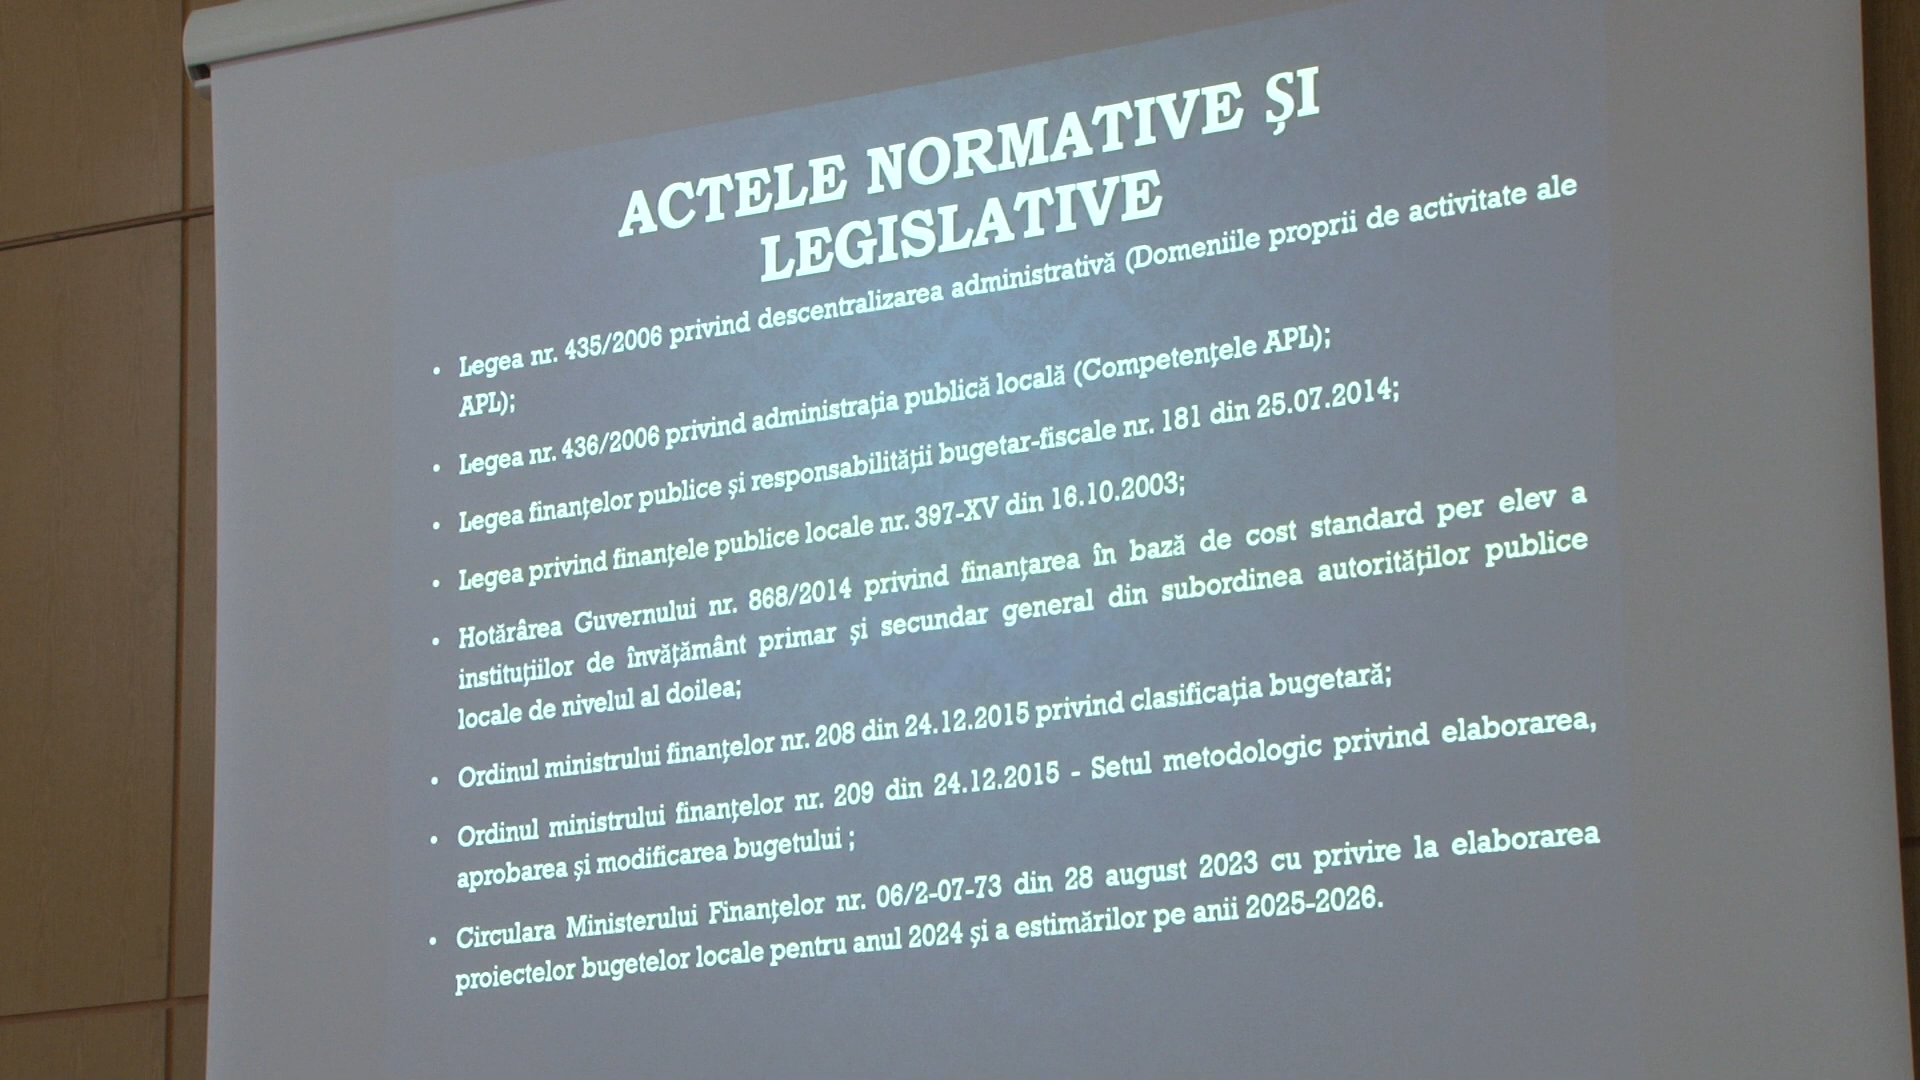 ACTELE NORMATIVE ȘI
LEGISLATIVE
• Legea nr. 435/2006 privind descentralizarea administrativă (Domeniile proprii de activitate ale
APL);
• Legea nr. 436/2006 privind administrația publică locală (Competențele APL);
• Legea finanțelor publice și responsabilității bugetar-fiscale nr. 181 din 25.07.2014;
• Legea privind finanțele publice locale nr. 397-XV din 16.10.2003;
• Hotărârea Guvernului nr. 868/2014 privind finanțarea în bază de cost standard per elev a
instituțiilor de învățământ primar și secundar general din subordinea autorităților publice
locale de nivelul al doilea;
• Ordinul ministrului finanțelor nr. 208 din 24.12.2015 privind clasificația bugetară;
• Ordinul ministrului finanțelor nr. 209 din 24.12.2015 - Setul metodologic privind elaborarea,
aprobarea și modificarea bugetului ;
• Circulara Ministerului Finanțelor nr. 06/2-07-73 din 28 august 2023 cu privire la elaborarea
proiectelor bugetelor locale pentru anul 2024 și a estimărilor pe anii 2025-2026.